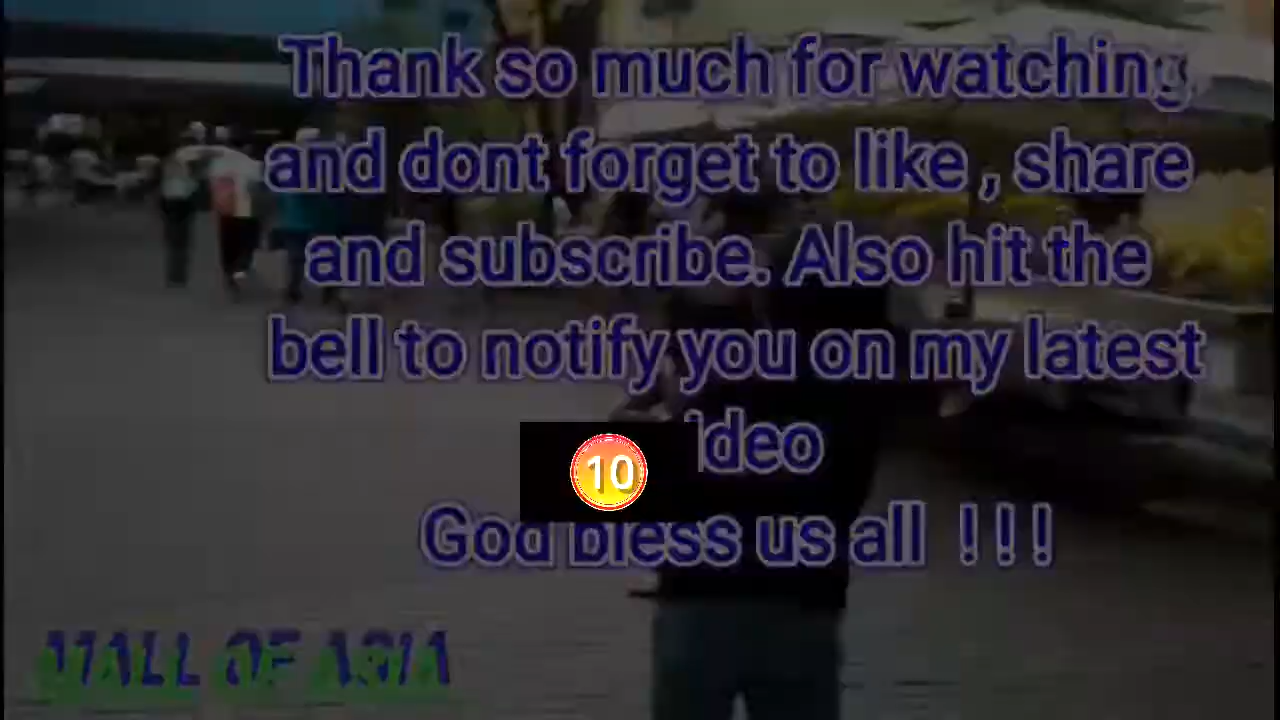 Thank so much for watching
and dont forget to like , share
and subscribe. Also hit the
bell to notify you on my latest
ideo
10
God bless us all ! ! !
MALL OF ASIA